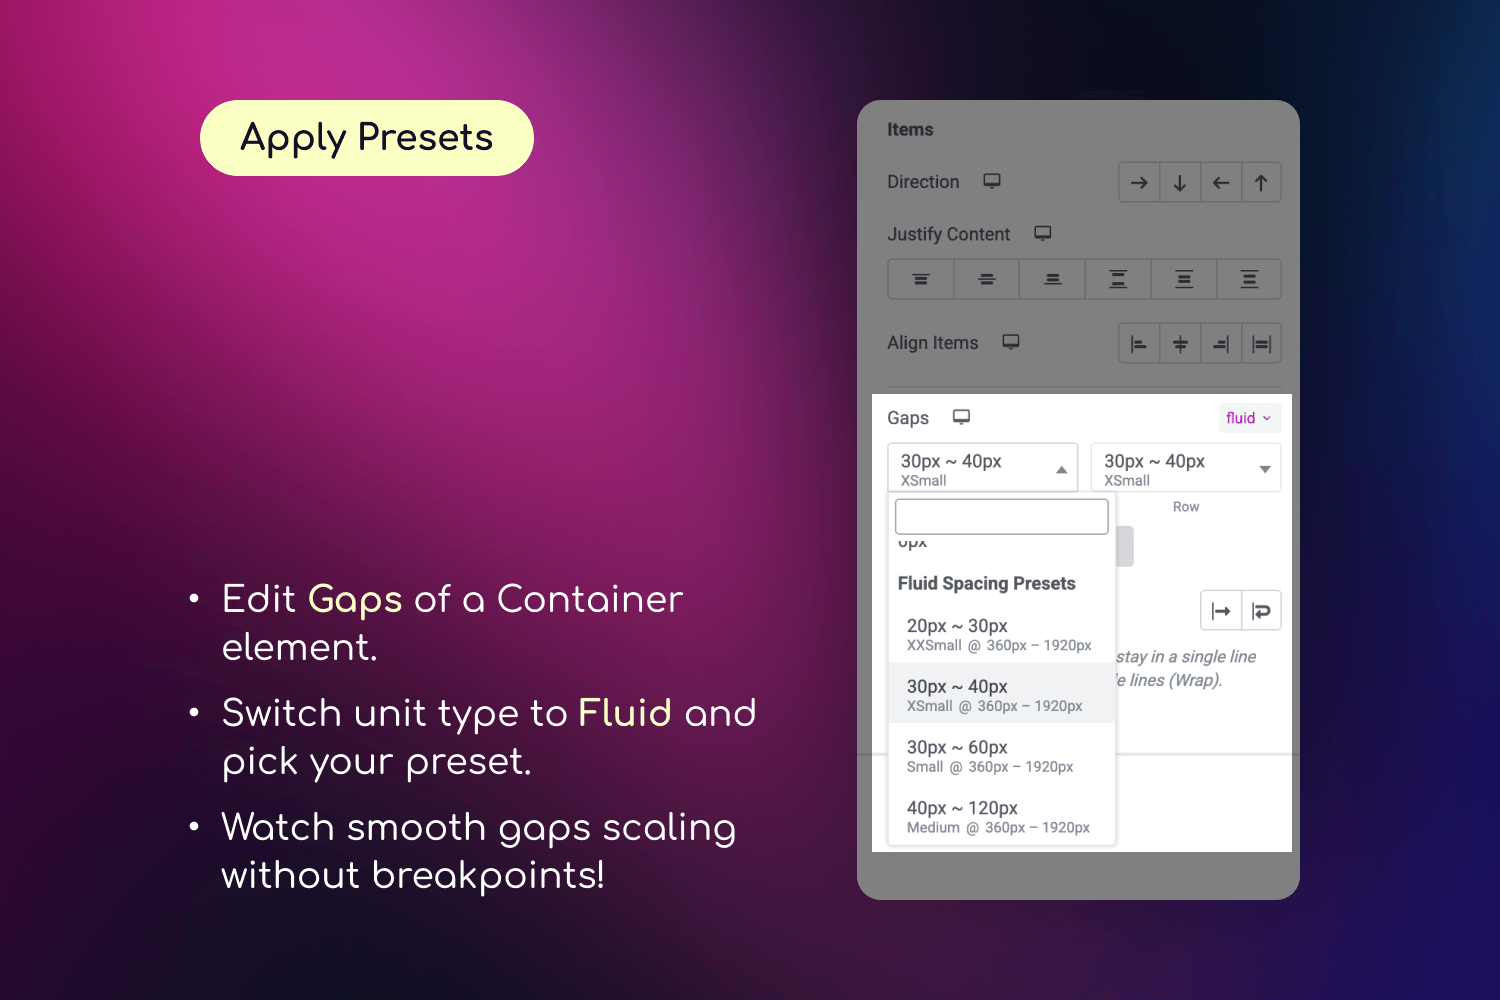 Apply Presets
• Edit Gaps of a Container
element.
• Switch unit type to Fluid and
pick your preset.
• Watch smooth gaps scaling
without breakpoints!
Items
Direction
Justify Content
Align Items
Gaps
fluid
30px ~ 40px
XSmall
30px ~ 40px
XSmall
Row
0px
Fluid Spacing Presets
20px ~ 30px
XXSmall @ 360px – 1920px
30px ~ 40px
XSmall @ 360px – 1920px
30px ~ 60px
Small @ 360px – 1920px
40px ~ 120px
Medium @ 360px – 1920px
stay in a single line
lines (Wrap).